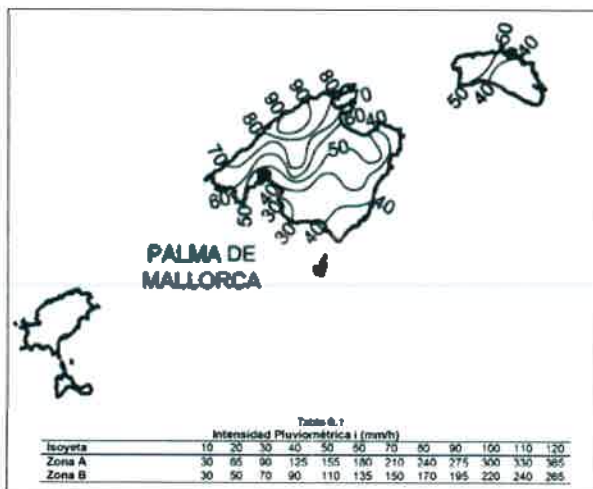 50 40
50 40
90 80 70
90
80
80
60 40
70
50
60
50
40
30
40
30 40
PALMA DE
MALLORCA
Tabla B.1
Intensidad Pluviométrica i (mm/h)
Isoyeta 10 20 30 40 50 60 70 80 90 100 110 120
Zona A 30 65 90 125 155 180 210 240 275 300 330 365
Zona B 30 50 70 90 110 135 150 170 195 220 240 265